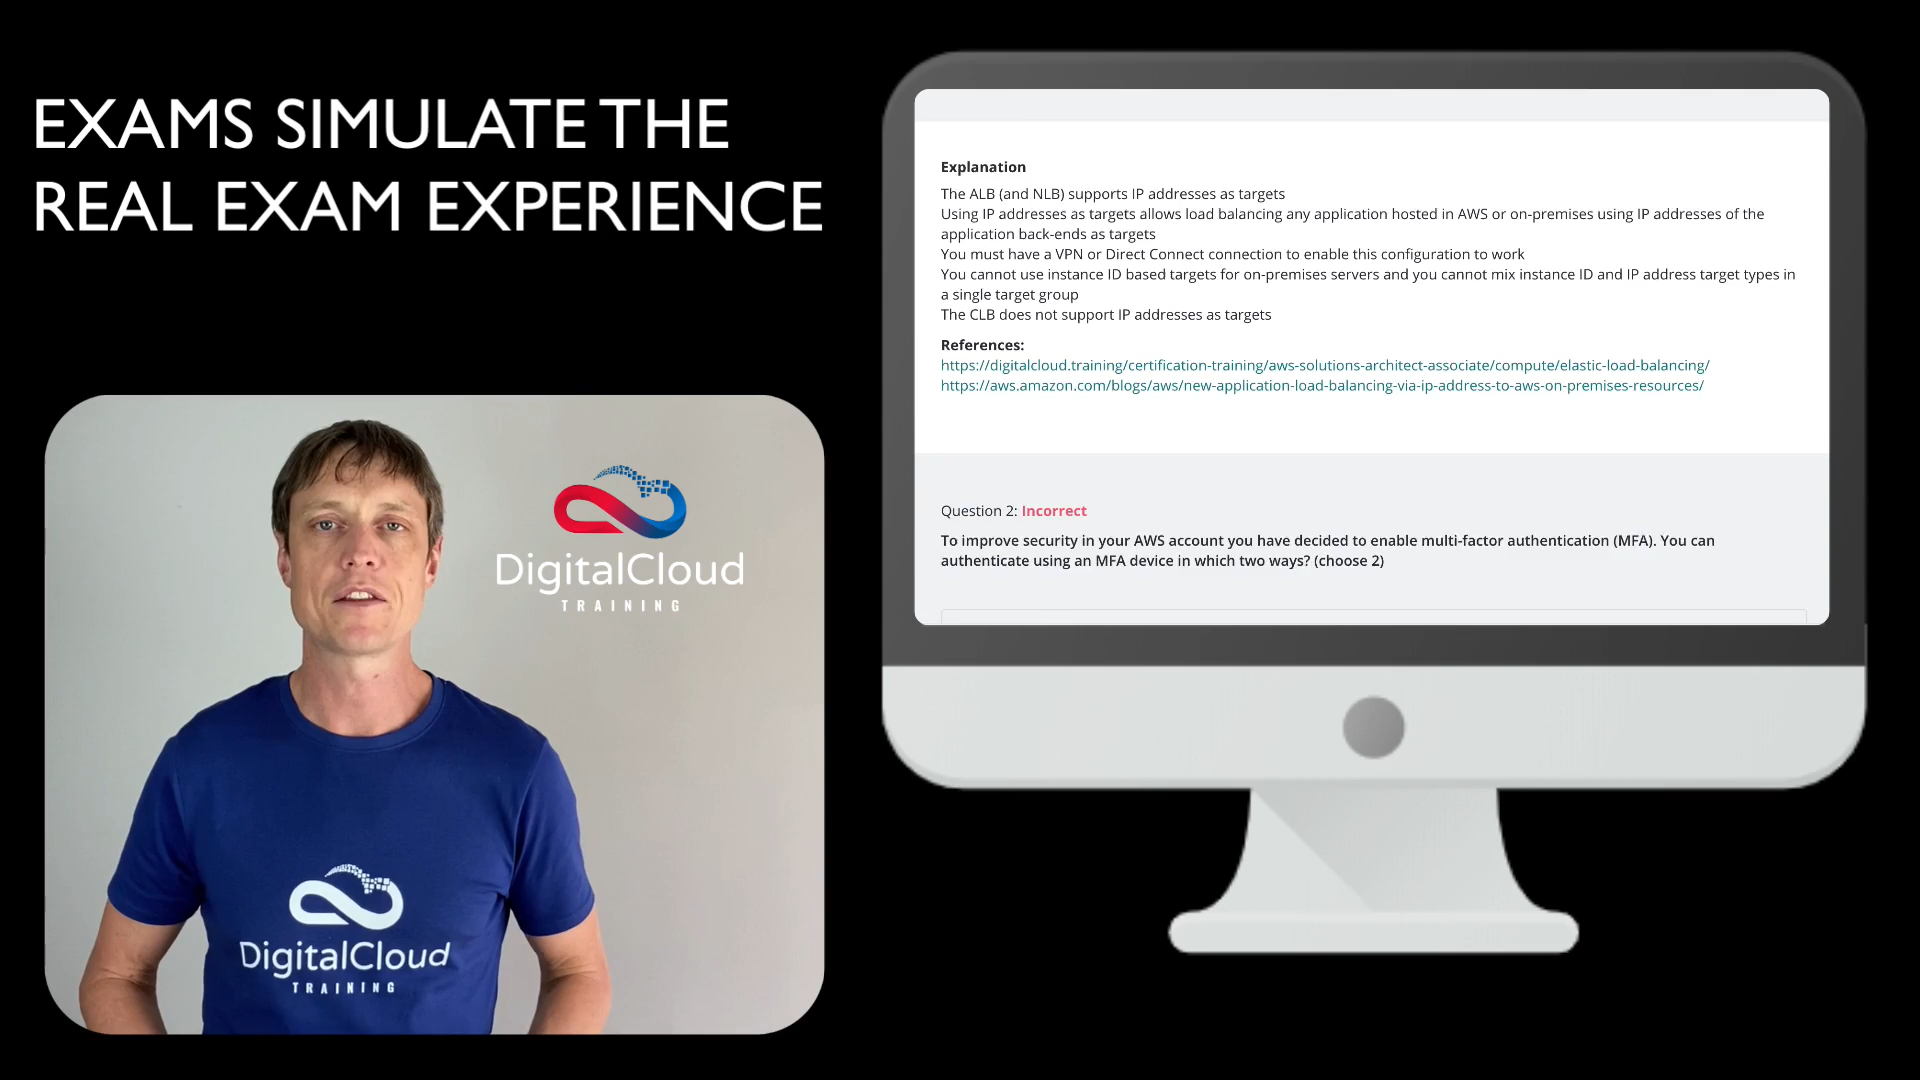 EXAMS SIMULATE THE
REAL EXAM EXPERIENCE
DigitalCloud
TRAINING
DigitalCloud
TRAINING
Explanation
The ALB (and NLB) supports IP addresses as targets
Using IP addresses as targets allows load balancing any application hosted in AWS or on-premises using IP addresses of the
application back-ends as targets
You must have a VPN or Direct Connect connection to enable this configuration to work
You cannot use instance ID based targets for on-premises servers and you cannot mix instance ID and IP address target types in
a single target group
The CLB does not support IP addresses as targets
References:
https://digitalcloud.training/certification-training/aws-solutions-architect-associate/compute/elastic-load-balancing/
https://aws.amazon.com/blogs/aws/new-application-load-balancing-via-ip-address-to-aws-on-premises-resources/
Question 2: Incorrect
To improve security in your AWS account you have decided to enable multi-factor authentication (MFA). You can
authenticate using an MFA device in which two ways? (choose 2)